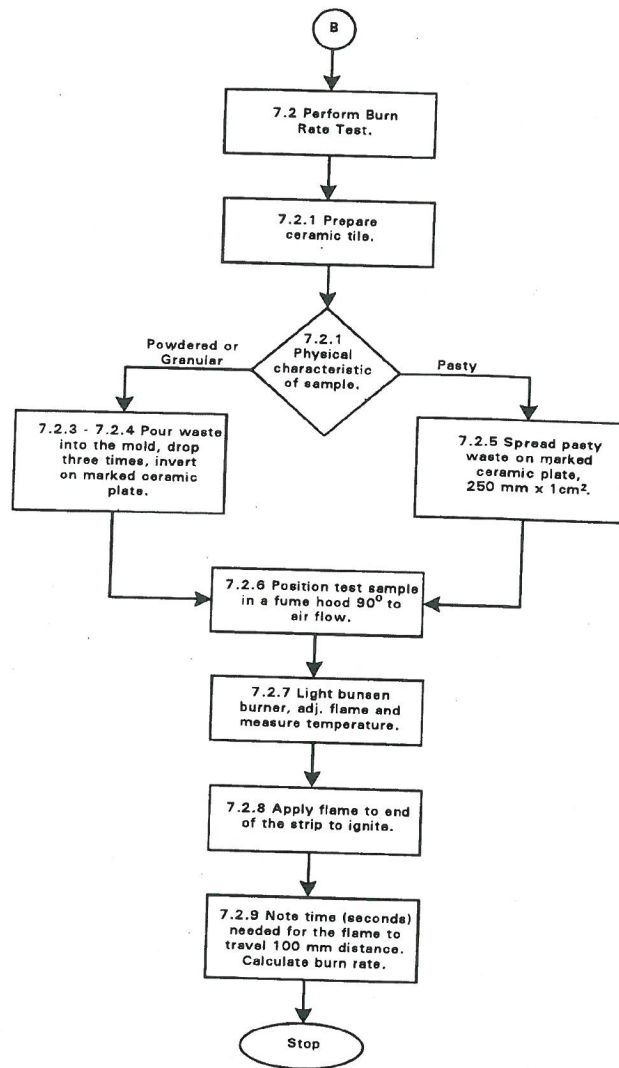 B
7.2 Perform Burn
Rate Test.
7.2.1 Prepare
ceramic tile.
7.2.1
Physical
characteristic
of sample.
Powdered or
Granular
Pasty
7.2.3 - 7.2.4 Pour waste
into the mold, drop
three times, invert
on marked ceramic
plate.
7.2.5 Spread pasty
waste on marked
ceramic plate,
250 mm x 1cm².
7.2.6 Position test sample
in a fume hood 90⁰ to
air flow.
7.2.7 Light bunsen
burner, adj. flame and
measure temperature.
7.2.8 Apply flame to end
of the strip to ignite.
7.2.9 Note time (seconds)
needed for the flame to
travel 100 mm distance.
Calculate burn rate.
Stop